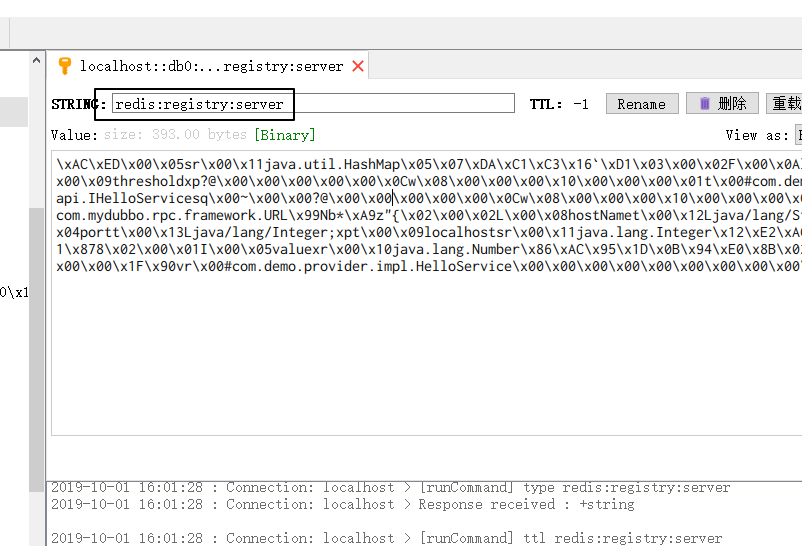 localhost::db0:...registry:server
STRING: redis:registry:server TTL: -1 Rename 删除 重载
Value: size: 393.00 bytes [Binary] View as:
\xAC\xED\x00\x05sr\x00\x11java.util.HashMap\x05\x07\xDA\xC1\xC3\x16`\xD1\x03\x00\x02F\x00\x0A
\x00\x09thresholdxp?@\x00\x00\x00\x00\x00\x0Cw\x08\x00\x00\x00\x10\x00\x00\x00\x01t\x00#com.de
api.IHelloServicesq\x00~\x00\x00?@\x00\x00\x00\x00\x00\x0Cw\x08\x00\x00\x00\x10\x00\x00\x00
com.mydubbo.rpc.framework.URL\x99Nb*\xA9z"{\x02\x00\x02L\x00\x08hostNamet\x00\x12Ljava/lang/S
x04portt\x00\x13Ljava/lang/Integer;xpt\x00\x09localhostsr\x00\x11java.lang.Integer\x12\xE2\xA
1\x878\x02\x00\x01I\x00\x05valuexr\x00\x10java.lang.Number\x86\xAC\x95\x1D\x0B\x94\xE0\x8B\x0
\x00\x00\x1F\x90vr\x00#com.demo.provider.impl.HelloService\x00\x00\x00\x00\x00\x00\x00\x00\x00
0\x1
2019-10-01 16:01:28 : Connection: localhost > [runCommand] type redis:registry:server
2019-10-01 16:01:28 : Connection: localhost > Response received : +string
2019-10-01 16:01:28 : Connection: localhost > [runCommand] ttl redis:registry:server